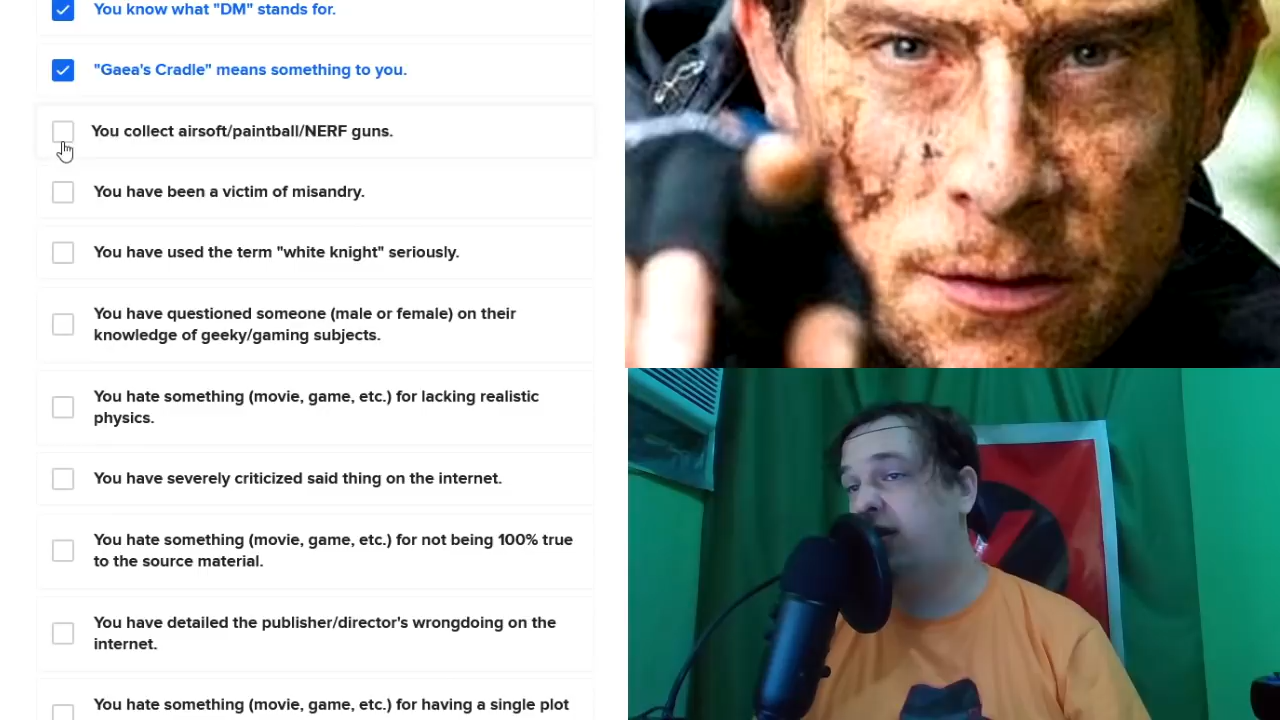 You know what "DM" stands for.
"Gaea's Cradle" means something to you.
You collect airsoft/paintball/NERF guns.
You have been a victim of misandry.
You have used the term "white knight" seriously.
You have questioned someone (male or female) on their
knowledge of geeky/gaming subjects.
You hate something (movie, game, etc.) for lacking realistic
physics.
You have severely criticized said thing on the internet.
You hate something (movie, game, etc.) for not being 100% true
to the source material.
You have detailed the publisher/director's wrongdoing on the
internet.
You hate something (movie, game, etc.) for having a single plot